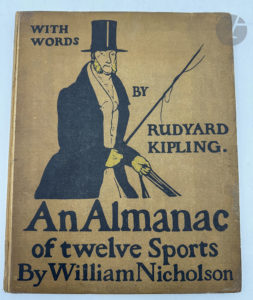 WITH
WORDS
BY
RUDYARD
KIPLING.
An Almanac
of twelve Sports
By William Nicholson